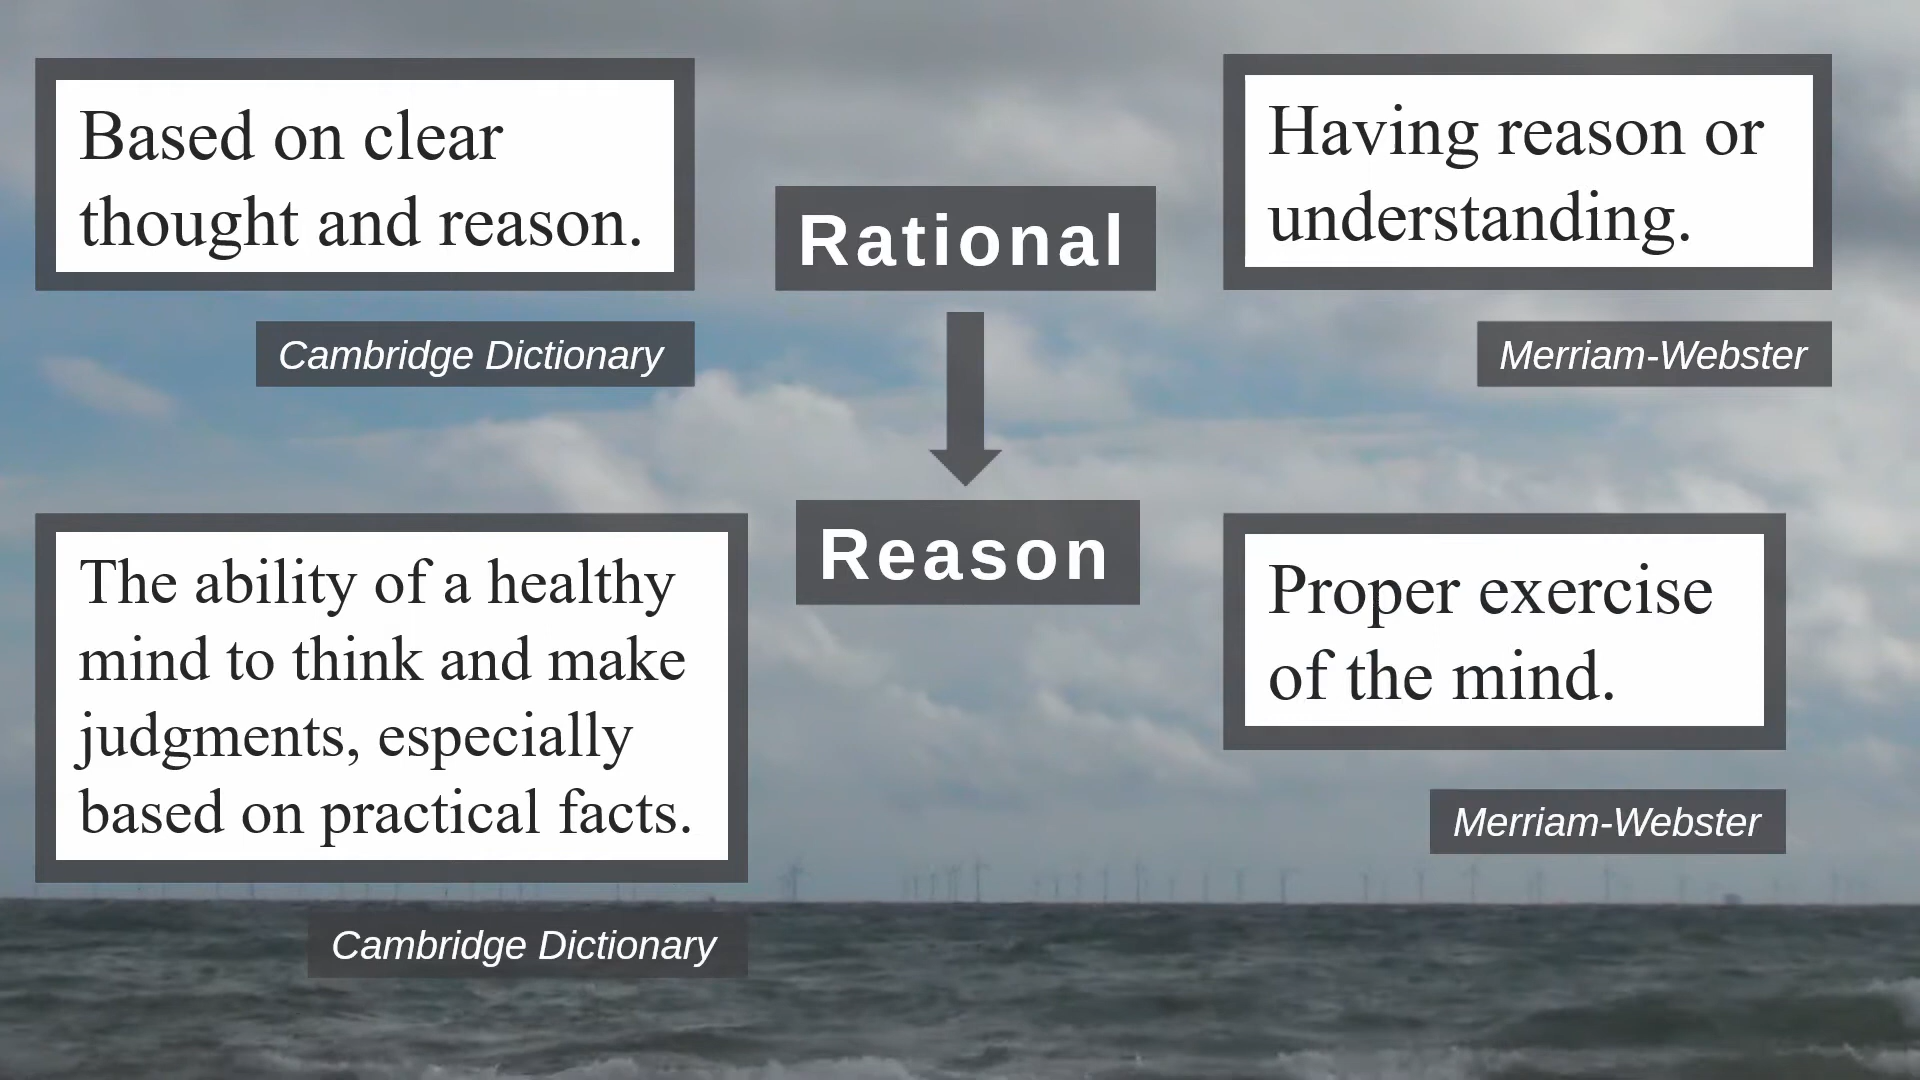 Based on clear
thought and reason.
Cambridge Dictionary
Rational
Having reason or
understanding.
Merriam-Webster
Reason
The ability of a healthy
mind to think and make
judgments, especially
based on practical facts.
Cambridge Dictionary
Proper exercise
of the mind.
Merriam-Webster